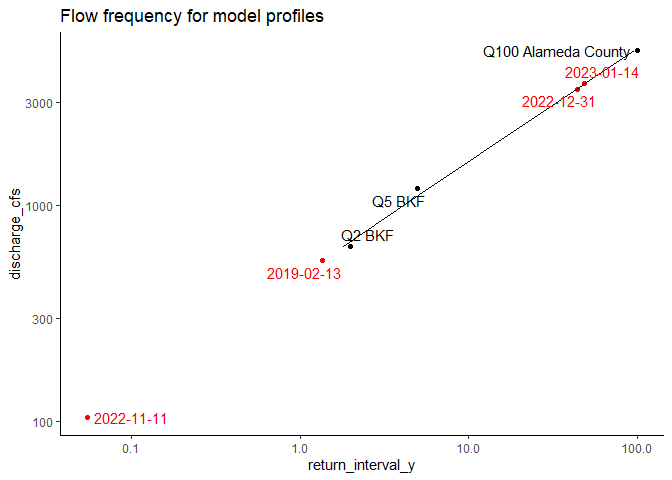 Flow frequency for model profiles
Q100 Alameda County
2023-01-14
3000
2022-12-31
Q5 BKF
1000
Q2 BKF
discharge_cfs
2019-02-13
300
100
2022-11-11
0.1
1.0
10.0
100.0
return_interval_y